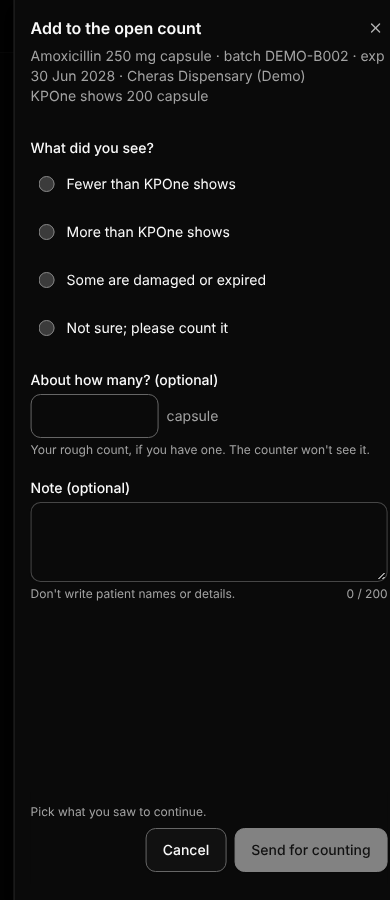 Add to the open count
Amoxicillin 250 mg capsule · batch DEMO-B002 · exp
30 Jun 2028 · Cheras Dispensary (Demo)
KPOne shows 200 capsule
What did you see?
Fewer than KPOne shows
More than KPOne shows
Some are damaged or expired
Not sure; please count it
About how many? (optional)
capsule
Your rough count, if you have one. The counter won't see it.
Note (optional)
Don't write patient names or details. 0 / 200
Pick what you saw to continue.
Cancel Send for counting